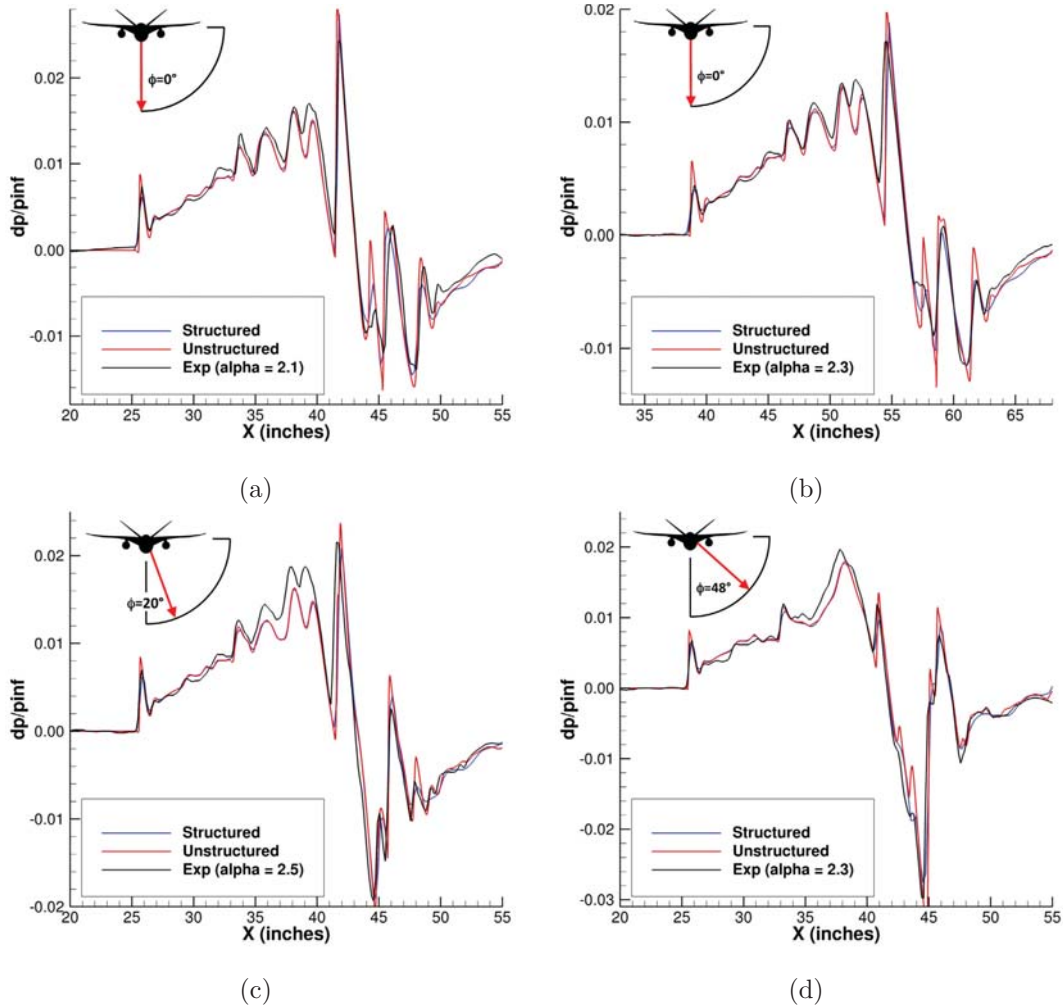 ϕ=0°
dp/pinf
0.02
0.01
0.00
-0.01
Structured
Unstructured
Exp (alpha = 2.1)
20 25 30 35 40 45 50 55
X (inches)
(a)
ϕ=0°
dp/pinf
0.02
0.01
0.00
-0.01
Structured
Unstructured
Exp (alpha = 2.3)
35 40 45 50 55 60 65
X (inches)
(b)
ϕ=20°
dp/pinf
0.02
0.01
0.00
-0.01
-0.02
Structured
Unstructured
Exp (alpha = 2.5)
20 25 30 35 40 45 50 55
X (inches)
(c)
ϕ=48°
dp/pinf
0.02
0.01
0.00
-0.01
-0.02
-0.03
Structured
Unstructured
Exp (alpha = 2.3)
20 25 30 35 40 45 50 55
X (inches)
(d)